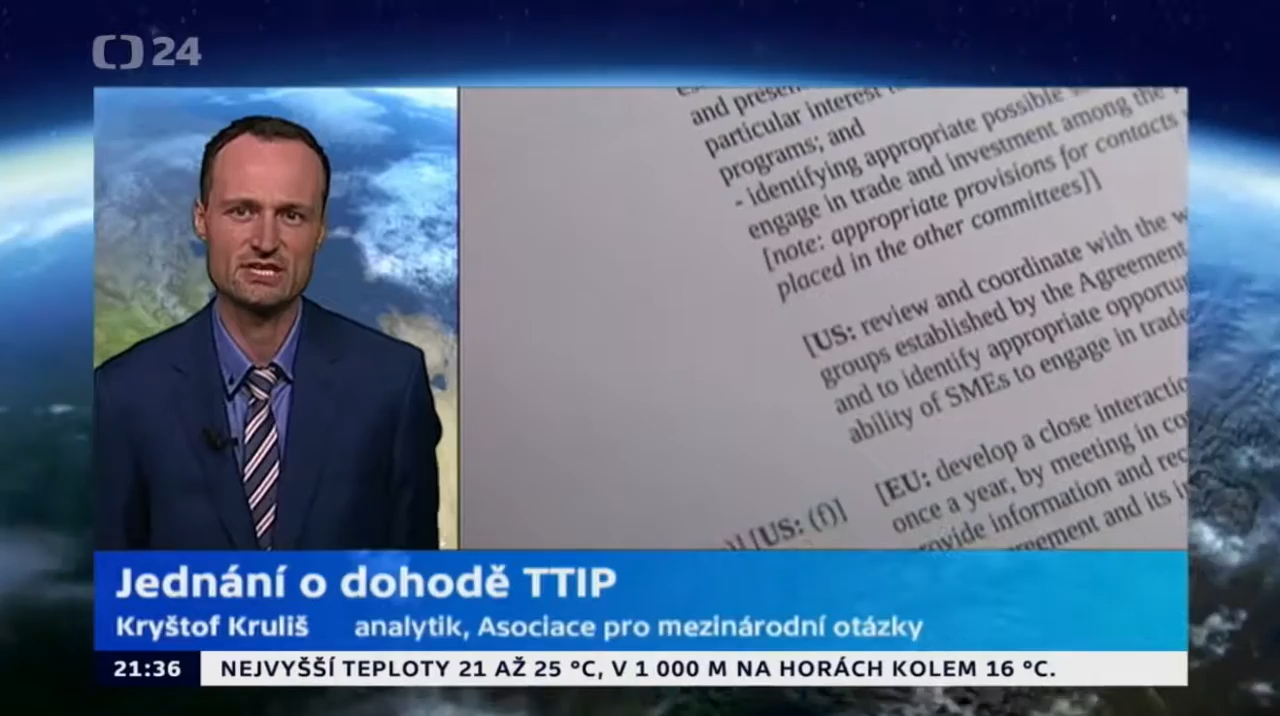 24
and
particular interest
programs; and
- identifying appropriate possible
engage in trade and investment among the
[note: appropriate provisions for contacts
placed in the other committees]]
[US: review and coordinate with the
groups established by the Agreement
and to identify appropriate
ability of SMEs to engage in trade
[EU: develop a close
once a year, by meeting in
[US: (f)]
information and
and its
Jednání o dohodě TTIP
Kryštof Kruliš analytik, Asociace pro mezinárodní otázky
21:36 NEJVYŠŠÍ TEPLOTY 21 AŽ 25 °C, V 1 000 M NA HORÁCH KOLEM 16 °C.